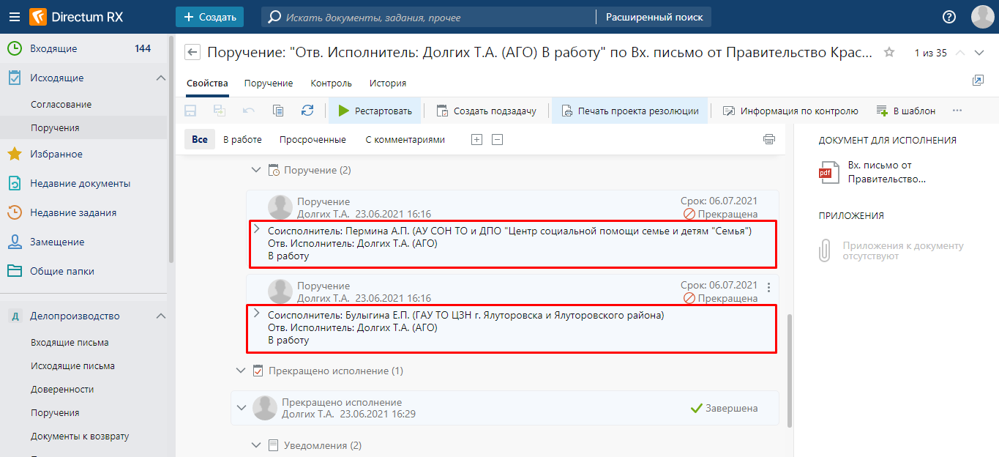 Directum RX
Создать
Искать документы, задания, прочее
Расширенный поиск
Входящие 144
Исходящие
Согласование
Поручения
Избранное
Недавние документы
Недавние задания
Замещение
Общие папки
Д Делопроизводство
Входящие письма
Исходящие письма
Доверенности
Поручения
Документы к возврату
Поручение: "Отв. Исполнитель: Долгих Т.А. (АГО) В работу" по Вх. письмо от Правительство Крас...
1 из 35
Свойства Поручение Контроль История
Рестартовать Создать подзадачу Печать проекта резолюции Информация по контролю В шаблон
Все В работе Просроченные С комментариями
Поручение (2)
Поручение Срок: 06.07.2021
Долгих Т.А. 23.06.2021 16:16 Прекращена
Соисполнитель: Пермина А.П. (АУ СОН ТО и ДПО "Центр социальной помощи семье и детям "Семья")
Отв. Исполнитель: Долгих Т.А. (АГО)
В работу
Поручение Срок: 06.07.2021
Долгих Т.А. 23.06.2021 16:16 Прекращена
Соисполнитель: Булыгина Е.П. (ГАУ ТО ЦЗН г. Ялуторовска и Ялуторовского района)
Отв. Исполнитель: Долгих Т.А. (АГО)
В работу
Прекращено исполнение (1)
Прекращено исполнение
Долгих Т.А. 23.06.2021 16:29 Завершена
Уведомления (2)
ДОКУМЕНТ ДЛЯ ИСПОЛНЕНИЯ
pdf
Вх. письмо от
Правительство...
ПРИЛОЖЕНИЯ
Приложения к документу
отсутствуют